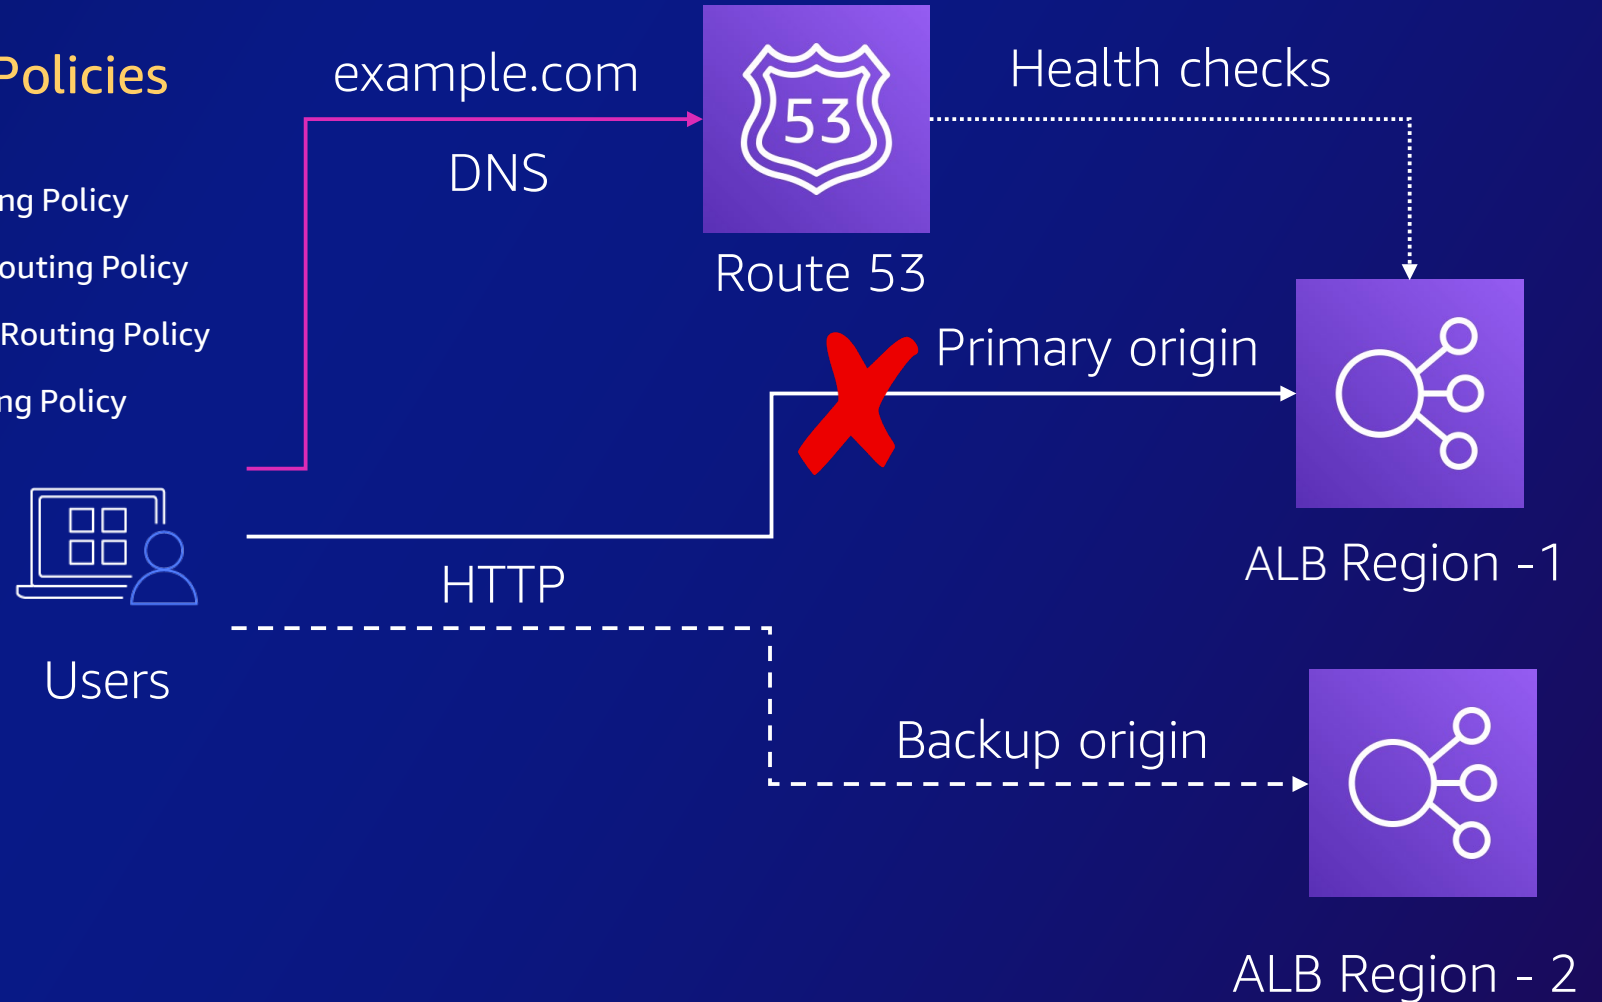 Policies
ng Policy
outing Policy
Routing Policy
ng Policy
example.com
DNS
53
Route 53
Health checks
Primary origin
ALB Region -1
HTTP
Users
Backup origin
ALB Region - 2